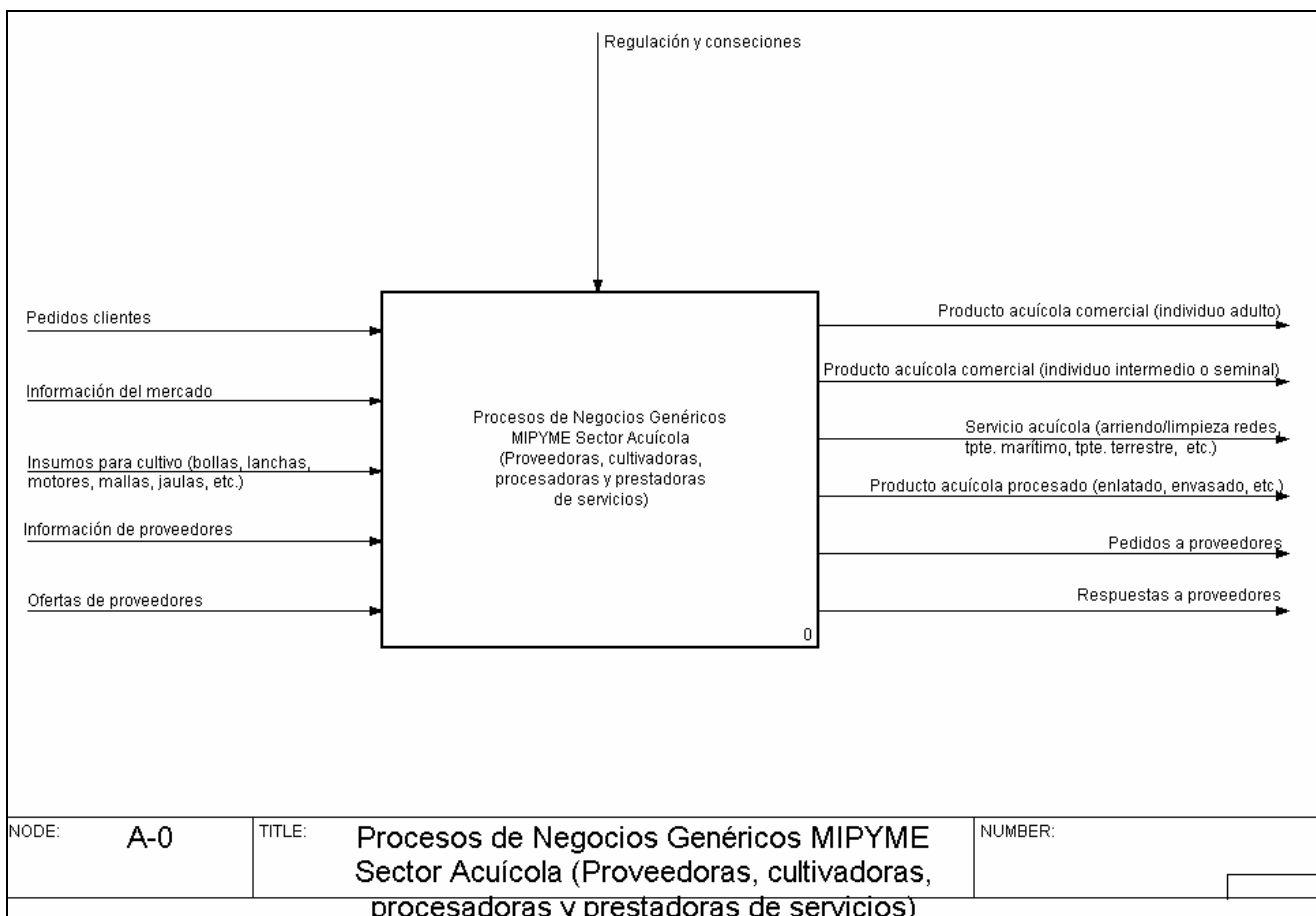 Regulación y conseciones
Pedidos clientes
Información del mercado
Insumos para cultivo (bollas, lanchas,
motores, mallas, jaulas, etc.)
Información de proveedores
Ofertas de proveedores
Procesos de Negocios Genéricos
MIPYME Sector Acuícola
(Proveedoras, cultivadoras,
procesadoras y prestadoras
de servicios)
0
Producto acuícola comercial (individuo adulto)
Producto acuícola comercial (individuo intermedio o seminal)
Servicio acuícola (arriendo/limpieza redes,
tpte. marítimo, tpte. terrestre, etc.)
Producto acuícola procesado (enlatado, envasado, etc.)
Pedidos a proveedores
Respuestas a proveedores
NODE: A-0
TITLE: Procesos de Negocios Genéricos MIPYME
Sector Acuícola (Proveedoras, cultivadoras,
procesadoras y prestadoras de servicios)
NUMBER: